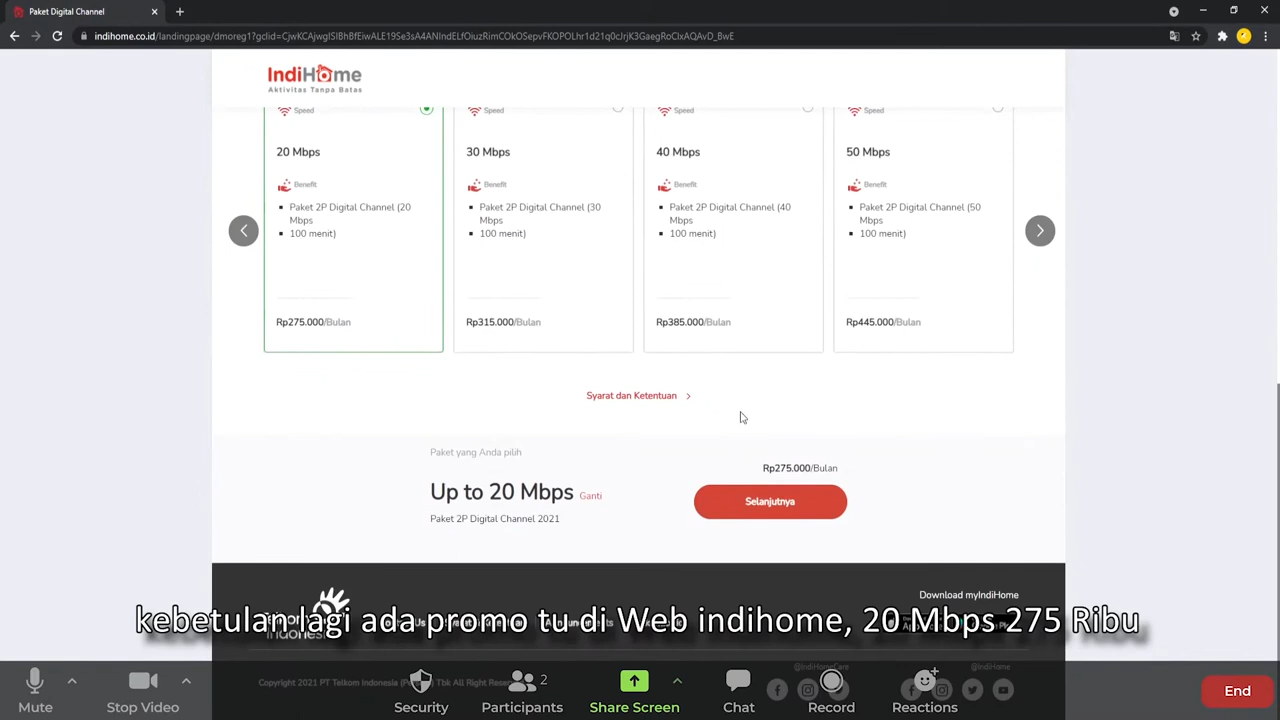 Paket Digital Channel
indihome.co.id/landingpage/dmoreg1?gclid=CjwKCAjwgISIBhBfEiwALE19Se3sA4ANIndELfOiuzRimCOkOSepvFKOPOLhr1d21q0cJrjK3GaegRoCIxAQAvD_BwE
IndiHome
Aktivitas Tanpa Batas
Speed Speed Speed Speed
20 Mbps 30 Mbps 40 Mbps 50 Mbps
Benefit Benefit Benefit Benefit
Paket 2P Digital Channel (20 Paket 2P Digital Channel (30 Paket 2P Digital Channel (40 Paket 2P Digital Channel (50
Mbps Mbps Mbps Mbps
100 menit) 100 menit) 100 menit) 100 menit)
Rp275.000/Bulan Rp315.000/Bulan Rp385.000/Bulan Rp445.000/Bulan
Syarat dan Ketentuan
Paket yang Anda pilih
Rp275.000/Bulan
Up to 20 Mbps Ganti
Selanjutnya
Paket 2P Digital Channel 2021
Download myIndiHome
kebetulan lagi ada promo tu di Web indihome, 20 Mbps 275 Ribu
@IndiHomeCare @IndiHome
Copyright 2021 PT Telkom Indonesia
Tbk All Right
2
Mute Stop Video Security Participants Share Screen Chat Record Reactions End